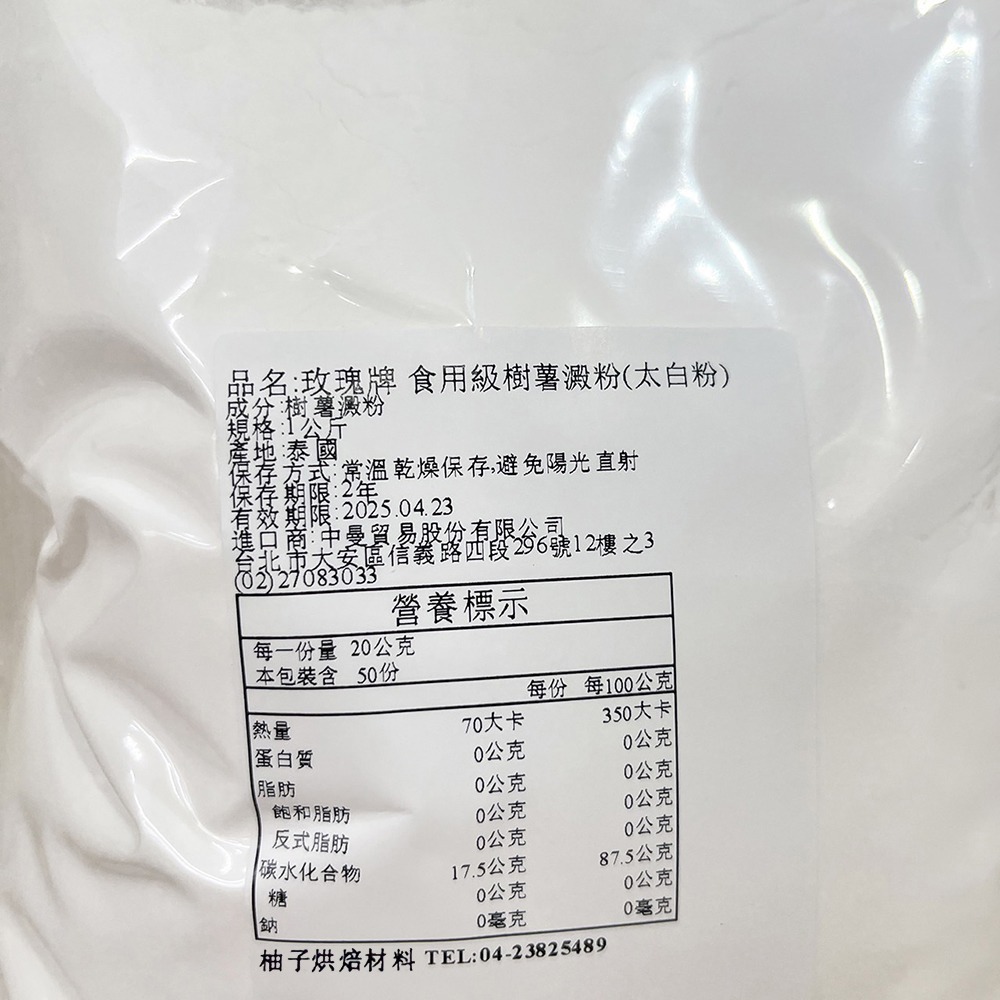 品名:玫瑰牌 食用級樹薯澱粉(太白粉)
成分:樹薯澱粉
規格:1公斤
產地:泰國
保存方式:常溫乾燥保存,避免陽光直射
保存期限:2年
有效期限:2025.04.23
進口商:中曼貿易股份有限公司
台北市大安區信義路四段296號12樓之3
(02)27083033
營養標示
每一份量 20公克
本包裝含 50份
每份 每100公克
熱量 70大卡 350大卡
蛋白質 0公克 0公克
脂肪 0公克 0公克
飽和脂肪 0公克 0公克
反式脂肪 0公克 0公克
碳水化合物 17.5公克 87.5公克
糖 0公克 0公克
鈉 0毫克 0毫克
柚子烘焙材料 TEL:04-23825489